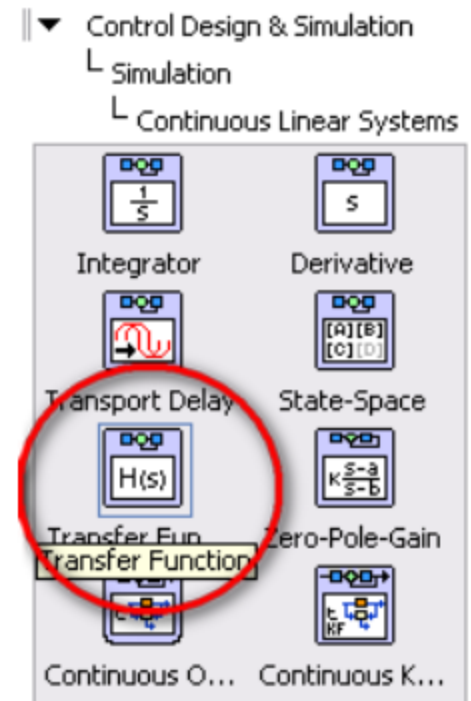 Control Design & Simulation
Simulation
Continuous Linear Systems
1
S
S
Integrator Derivative
[A][B]
[C][D]
Transport Delay State-Space
H(s)
K S-a
S-b
Transfer Fun... Zero-Pole-Gain
Transfer Function
t
t
KF
Continuous O... Continuous K...